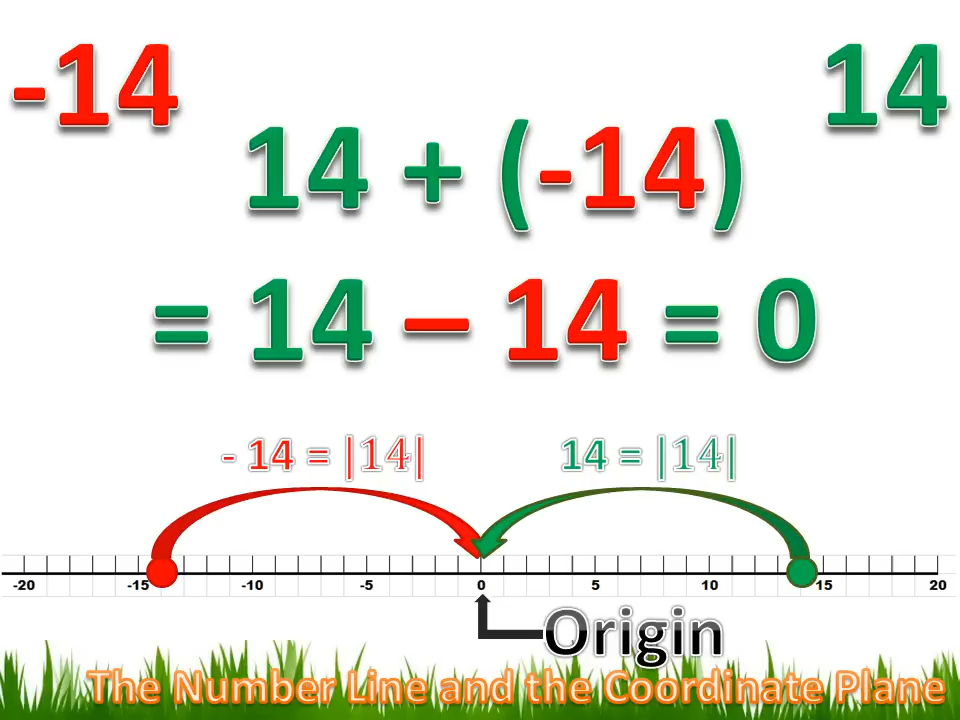 -14
14
14 + (-14)
= 14 – 14 = 0
- 14 = |14|
14 = |14|
-20 -15 -10 -5 0 5 10 15 20
Origin
The Number Line and the Coordinate Plane